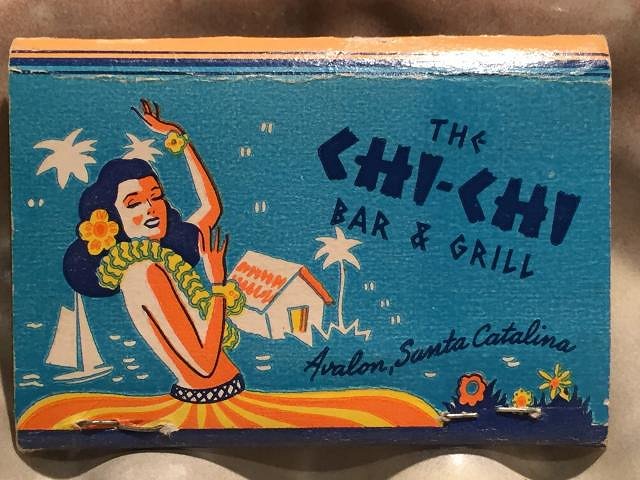 THE
CHI-CHI
BAR & GRILL
Avalon, Santa Catalina